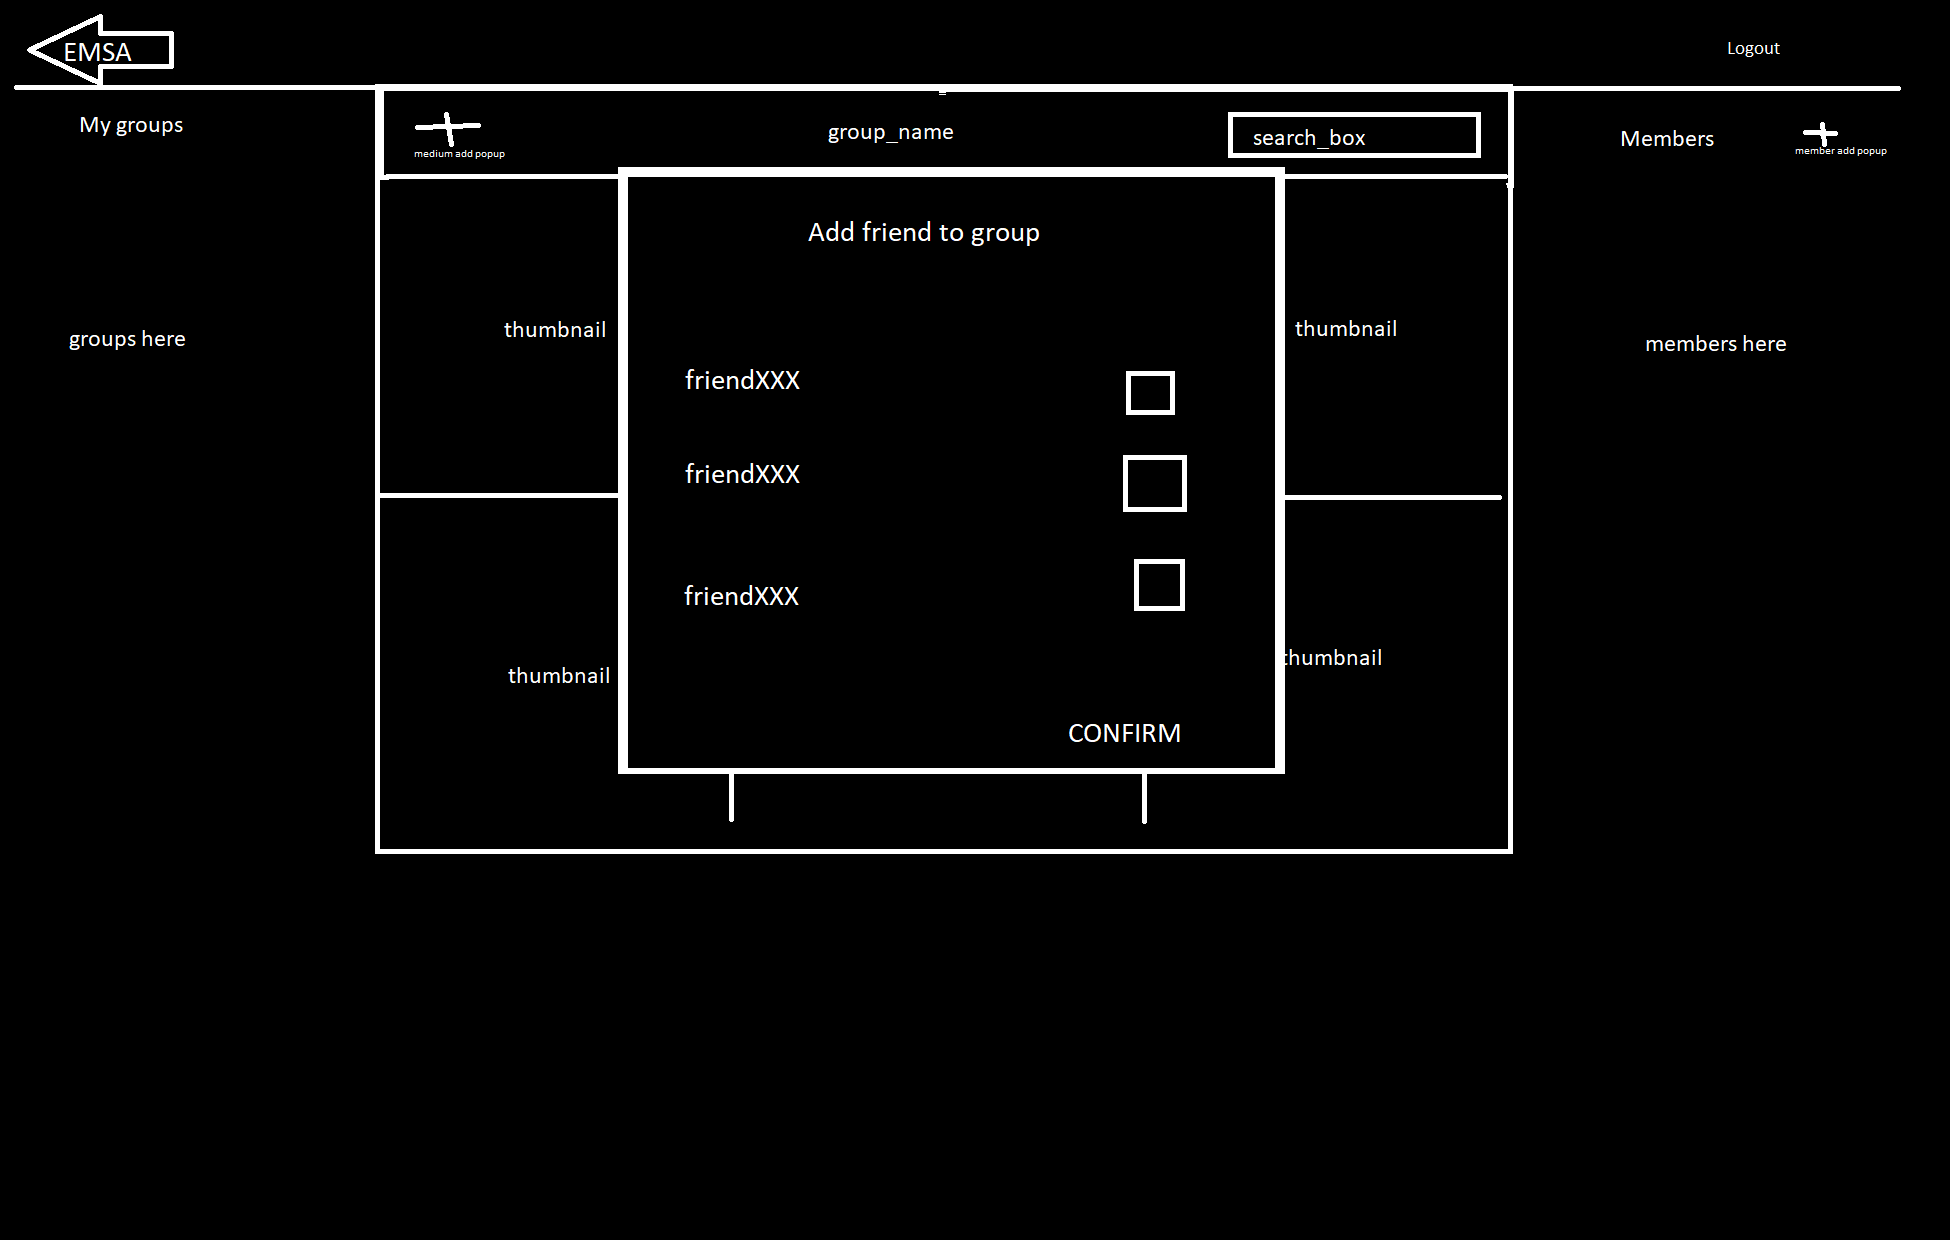 EMSA
Logout
My groups
medium add popup
group_name
search_box
Members
member add popup
Add friend to group
groups here
thumbnail
thumbnail
members here
friendXXX
friendXXX
friendXXX
thumbnail
thumbnail
CONFIRM